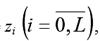 z_i (i = \overline{0, L}),